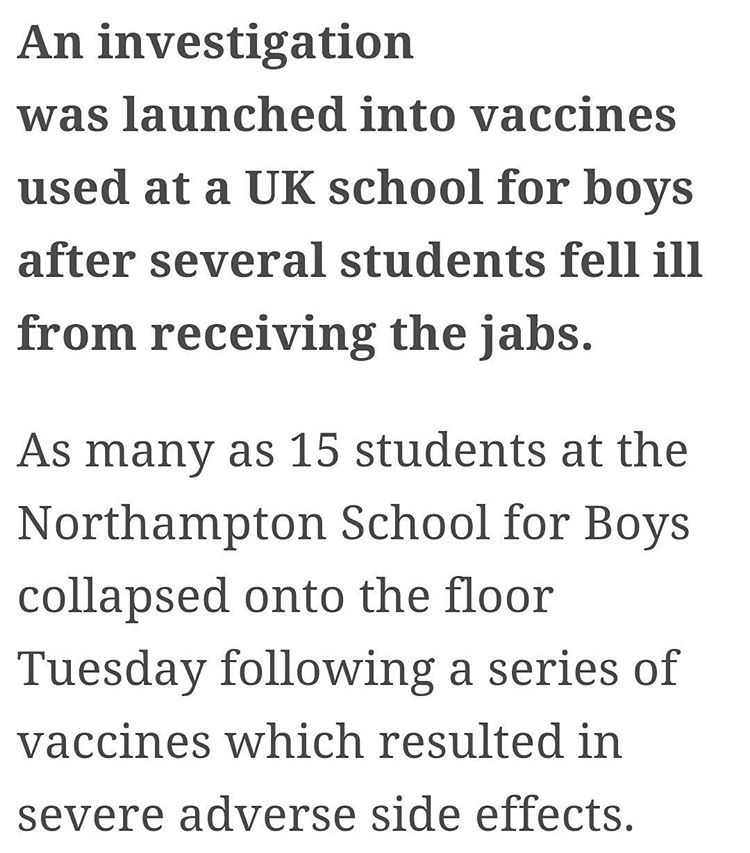 An investigation
was launched into vaccines
used at a UK school for boys
after several students fell ill
from receiving the jabs.
As many as 15 students at the
Northampton School for Boys
collapsed onto the floor
Tuesday following a series of
vaccines which resulted in
severe adverse side effects.